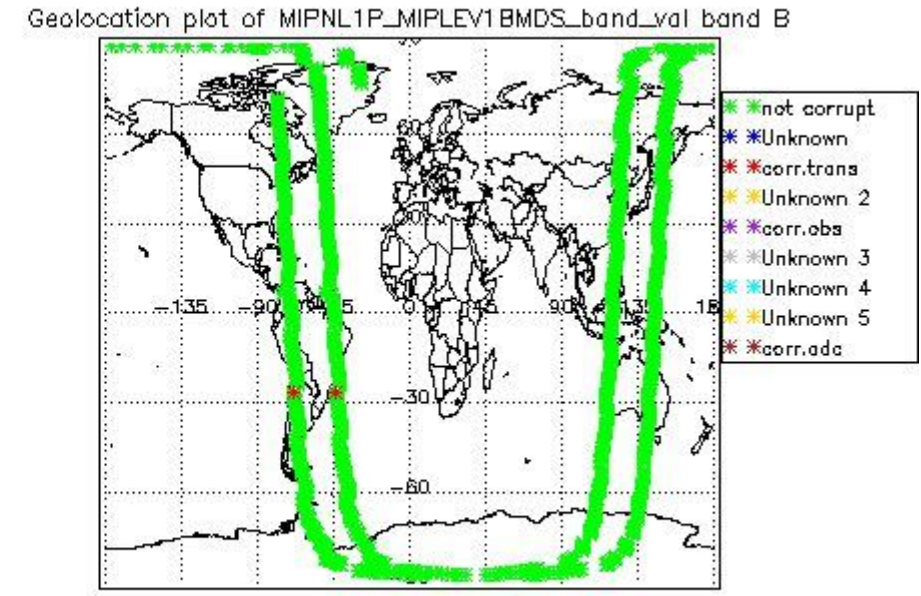 Geolocation plot of MIPNL1P_MIPLEV1BMDS_band_val band B
not corrupt
Unknown
corr.trans
60
Unknown 2
corr.obs
Unknown 3
Unknown 4
-135 -90 0 45 90 135
Unknown 5
corr.adc
-30
-60